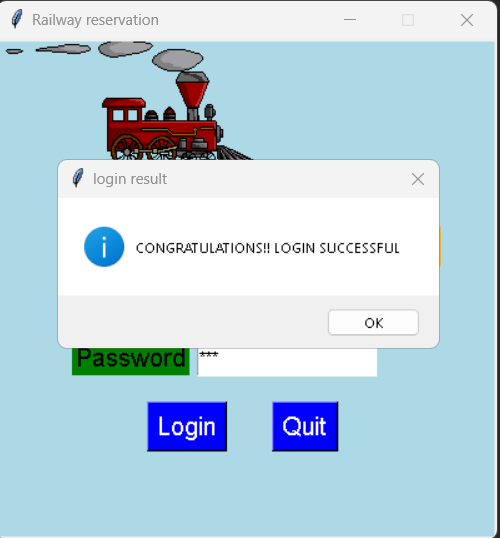 Railway reservation
login result
CONGRATULATIONS!! LOGIN SUCCESSFUL
OK
Password ***
Login Quit